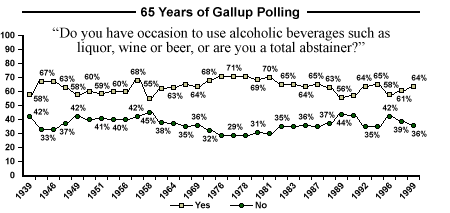 65 Years of Gallup Polling
“Do you have occasion to use alcoholic beverages such as
liquor, wine or beer, or are you a total abstainer?”
100
90
80
70
60
50
40
30
20
10
0
58% 67% 63% 58% 60% 59% 60% 68% 55% 63% 64% 68% 71% 69% 70% 65% 64% 65% 63% 56% 64% 65% 58% 61% 64%
42% 33% 37% 42% 41% 40% 42% 45% 38% 35% 36% 32% 29% 31% 35% 36% 37% 44% 35% 42% 39% 36%
1939 1946 1949 1951 1956 1958 1964 1966 1974 1976 1978 1981 1983 1985 1987 1989 1990 1992 1996 1999
Yes No